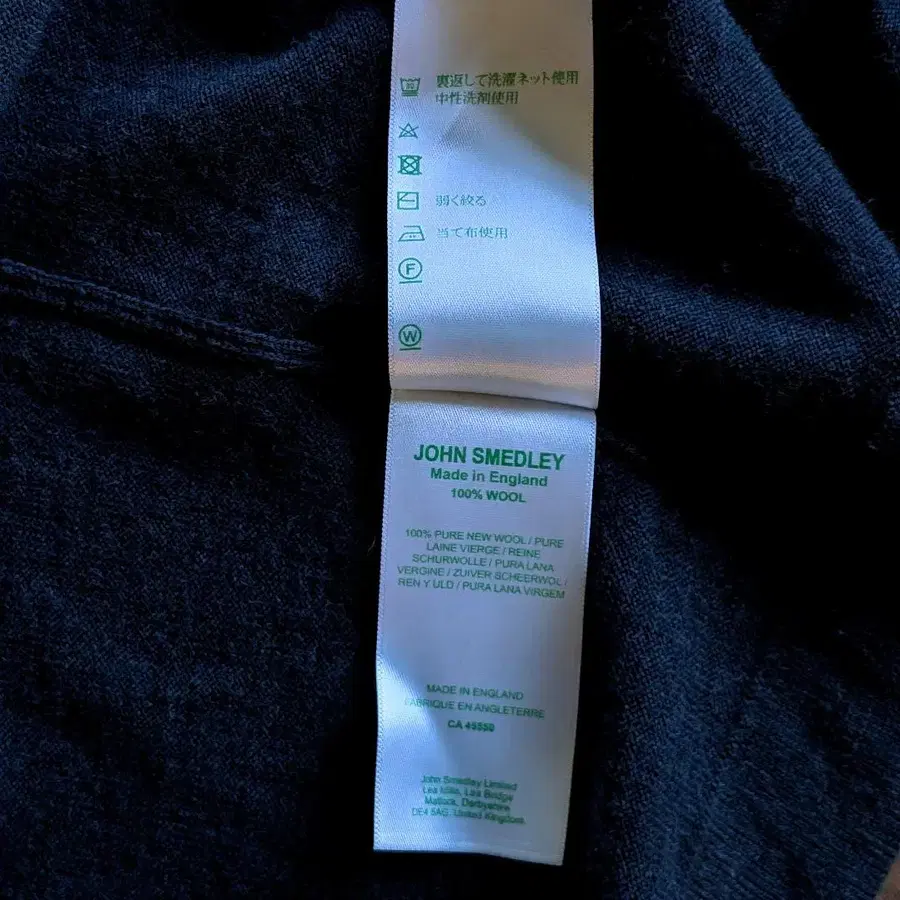 30
裏返して洗濯ネット使用
中性洗剤使用
弱く絞る
当て布使用
F
W
JOHN SMEDLEY
Made in England
100% WOOL
100% PURE NEW WOOL / PURE
LAINE VIERGE / REINE
SCHURWOLLE / PURA LANA
VERGINE / ZUIVER SCHEERWOL /
REN Y ULD / PURA LANA VIRGEM
MADE IN ENGLAND
FABRIQUE EN ANGLETERRE
CA 45550
John Smedley Limited
Lea Mills, Lea Bridge
Matlock, Derbyshire
DE4 5AG, United Kingdom